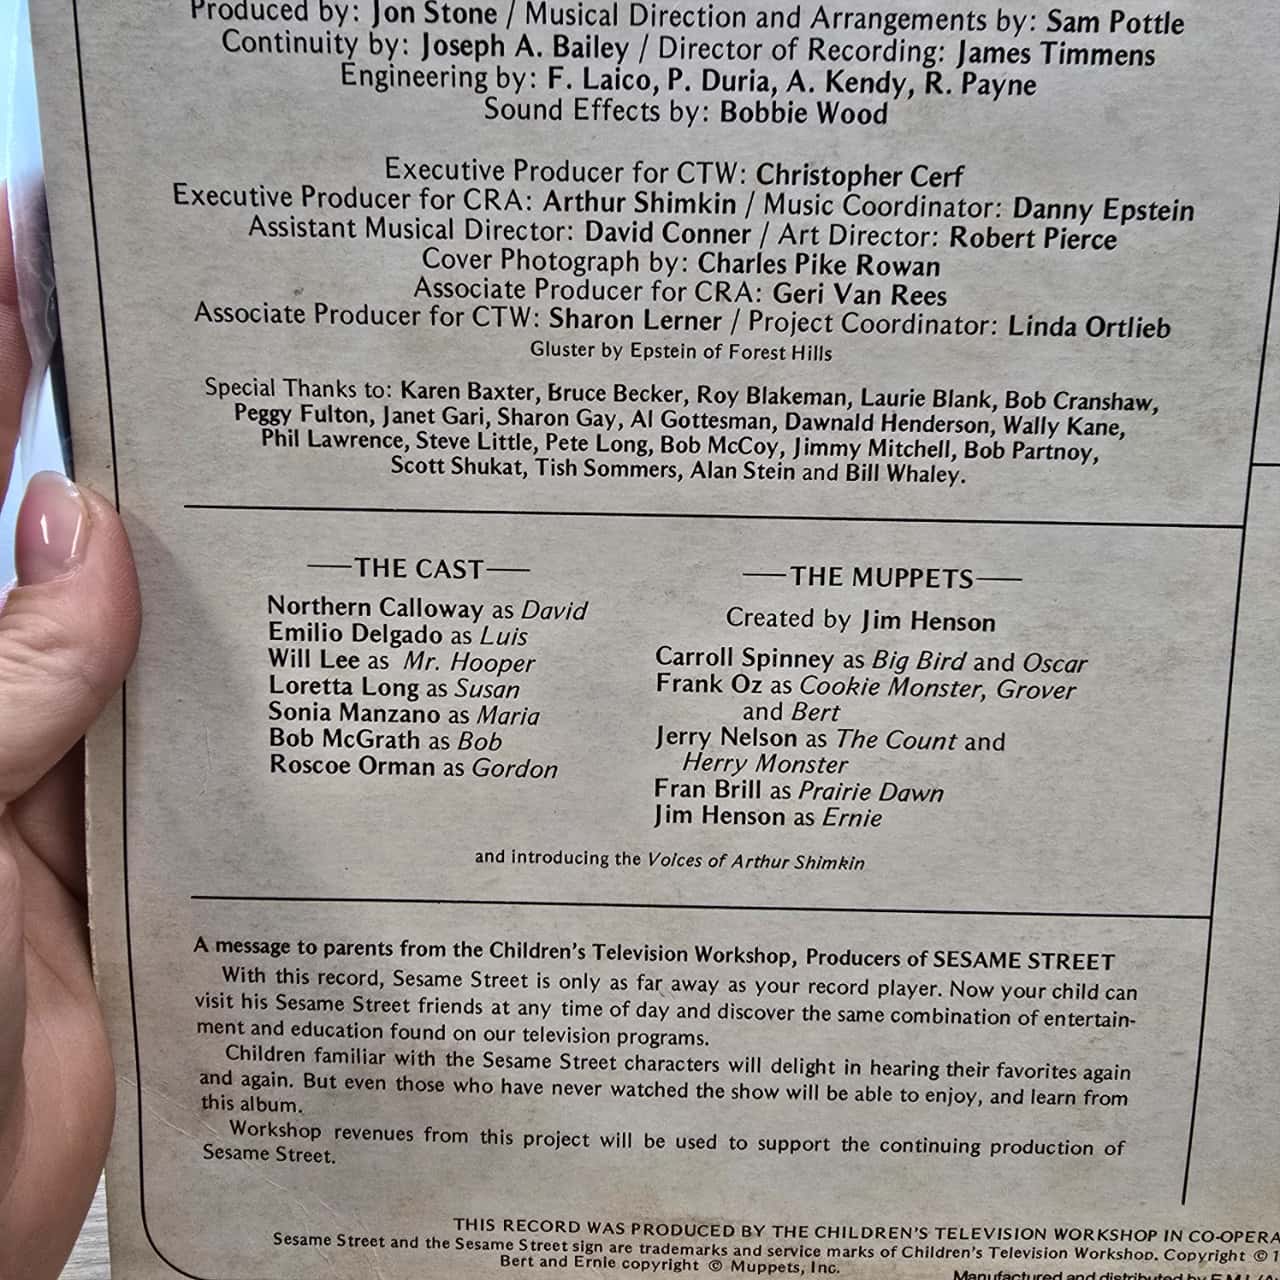 Produced by: Jon Stone / Musical Direction and Arrangements by: Sam Pottle
Continuity by: Joseph A. Bailey / Director of Recording: James Timmens
Engineering by: F. Laico, P. Duria, A. Kendy, R. Payne
Sound Effects by: Bobbie Wood
Executive Producer for CTW: Christopher Cerf
Executive Producer for CRA: Arthur Shimkin / Music Coordinator: Danny Epstein
Assistant Musical Director: David Conner / Art Director: Robert Pierce
Cover Photograph by: Charles Pike Rowan
Associate Producer for CRA: Geri Van Rees
Associate Producer for CTW: Sharon Lerner / Project Coordinator: Linda Ortlieb
Gluster by Epstein of Forest Hills
Special Thanks to: Karen Baxter, Bruce Becker, Roy Blakeman, Laurie Blank, Bob Cranshaw,
Peggy Fulton, Janet Gari, Sharon Gay, Al Gottesman, Dawnald Henderson, Wally Kane,
Phil Lawrence, Steve Little, Pete Long, Bob McCoy, Jimmy Mitchell, Bob Partnoy,
Scott Shukat, Tish Sommers, Alan Stein and Bill Whaley.
THE CAST
Northern Calloway as David
Emilio Delgado as Luis
Will Lee as Mr. Hooper
Loretta Long as Susan
Sonia Manzano as Maria
Bob McGrath as Bob
Roscoe Orman as Gordon
THE MUPPETS
Created by Jim Henson
Carroll Spinney as Big Bird and Oscar
Frank Oz as Cookie Monster, Grover
and Bert
Jerry Nelson as The Count and
Herry Monster
Fran Brill as Prairie Dawn
Jim Henson as Ernie
and introducing the Voices of Arthur Shimkin
A message to parents from the Children's Television Workshop, Producers of SESAME STREET
With this record, Sesame Street is only as far away as your record player. Now your child can
visit his Sesame Street friends at any time of day and discover the same combination of entertain-
ment and education found on our television programs.
Children familiar with the Sesame Street characters will delight in hearing their favorites again
and again. But even those who have never watched the show will be able to enjoy, and learn from
this album.
Workshop revenues from this project will be used to support the continuing production of
Sesame Street.
THIS RECORD WAS PRODUCED BY THE CHILDREN'S TELEVISION WORKSHOP IN CO-OPERA
Sesame Street and the Sesame Street sign are trademarks and service marks of Children's Television Workshop. Copyright © 1
Bert and Ernie copyright © Muppets, Inc.
Manufactured and distributed by